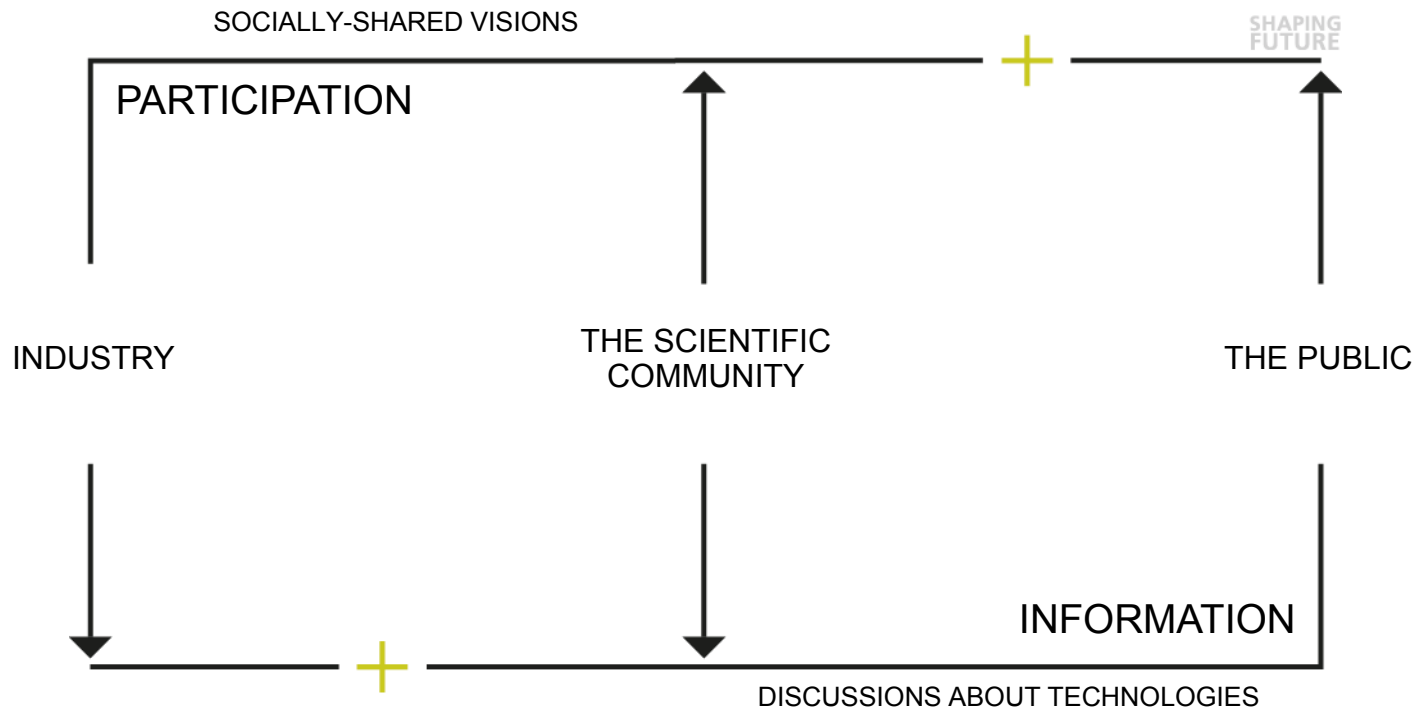 SOCIALLY-SHARED VISIONS
SHAPING
FUTURE
PARTICIPATION
INDUSTRY
THE SCIENTIFIC
COMMUNITY
THE PUBLIC
INFORMATION
DISCUSSIONS ABOUT TECHNOLOGIES